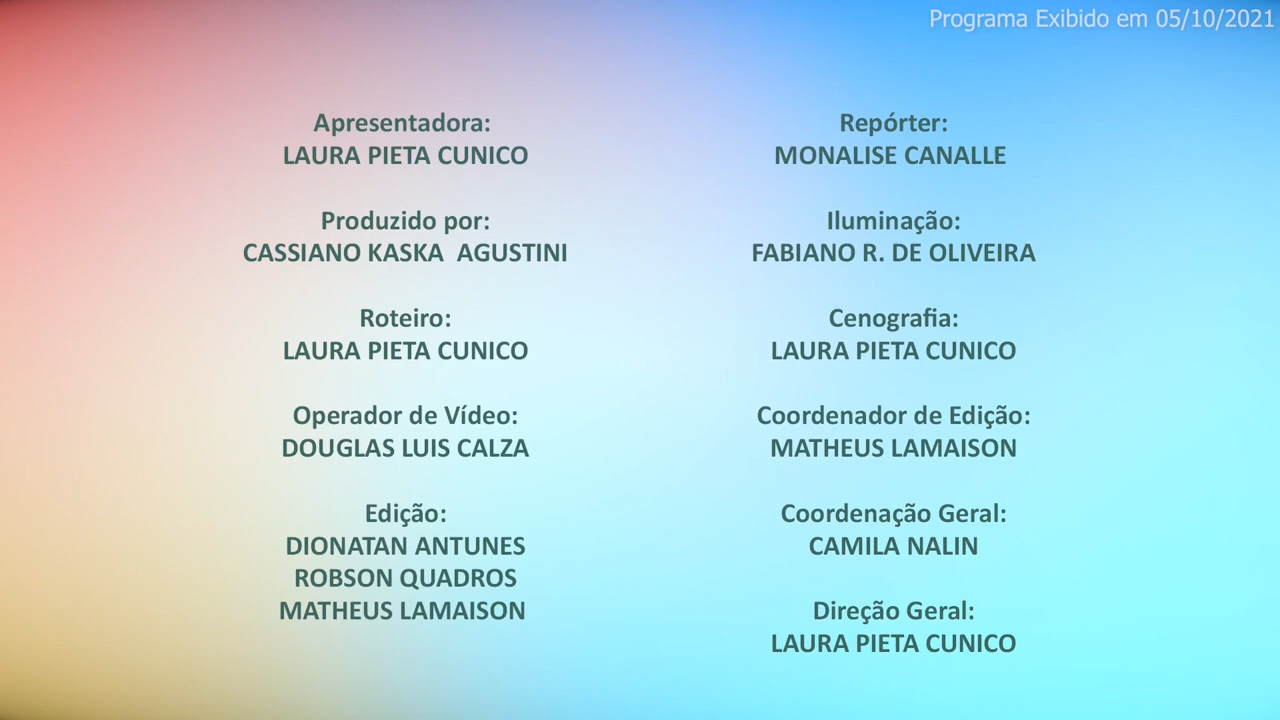 Programa Exibido em 05/10/2021
Apresentadora:
LAURA PIETA CUNICO
Produzido por:
CASSIANO KASKA  AGUSTINI
Roteiro:
LAURA PIETA CUNICO
Operador de Vídeo:
DOUGLAS LUIS CALZA
Edição:
DIONATAN ANTUNES
ROBSON QUADROS
MATHEUS LAMAISON
Repórter:
MONALISE CANALLE
Iluminação:
FABIANO R. DE OLIVEIRA
Cenografia:
LAURA PIETA CUNICO
Coordenador de Edição:
MATHEUS LAMAISON
Coordenação Geral:
CAMILA NALIN
Direção Geral:
LAURA PIETA CUNICO